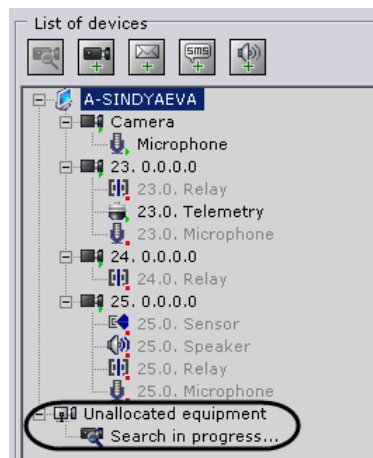 List of devices
sms
A-SINDYAEVA
Camera
Microphone
23. 0.0.0.0
23.0. Relay
23.0. Telemetry
23.0. Microphone
24. 0.0.0.0
24.0. Relay
25. 0.0.0.0
25.0. Sensor
25.0. Speaker
25.0. Relay
25.0. Microphone
Unallocated equipment
Search in progress...